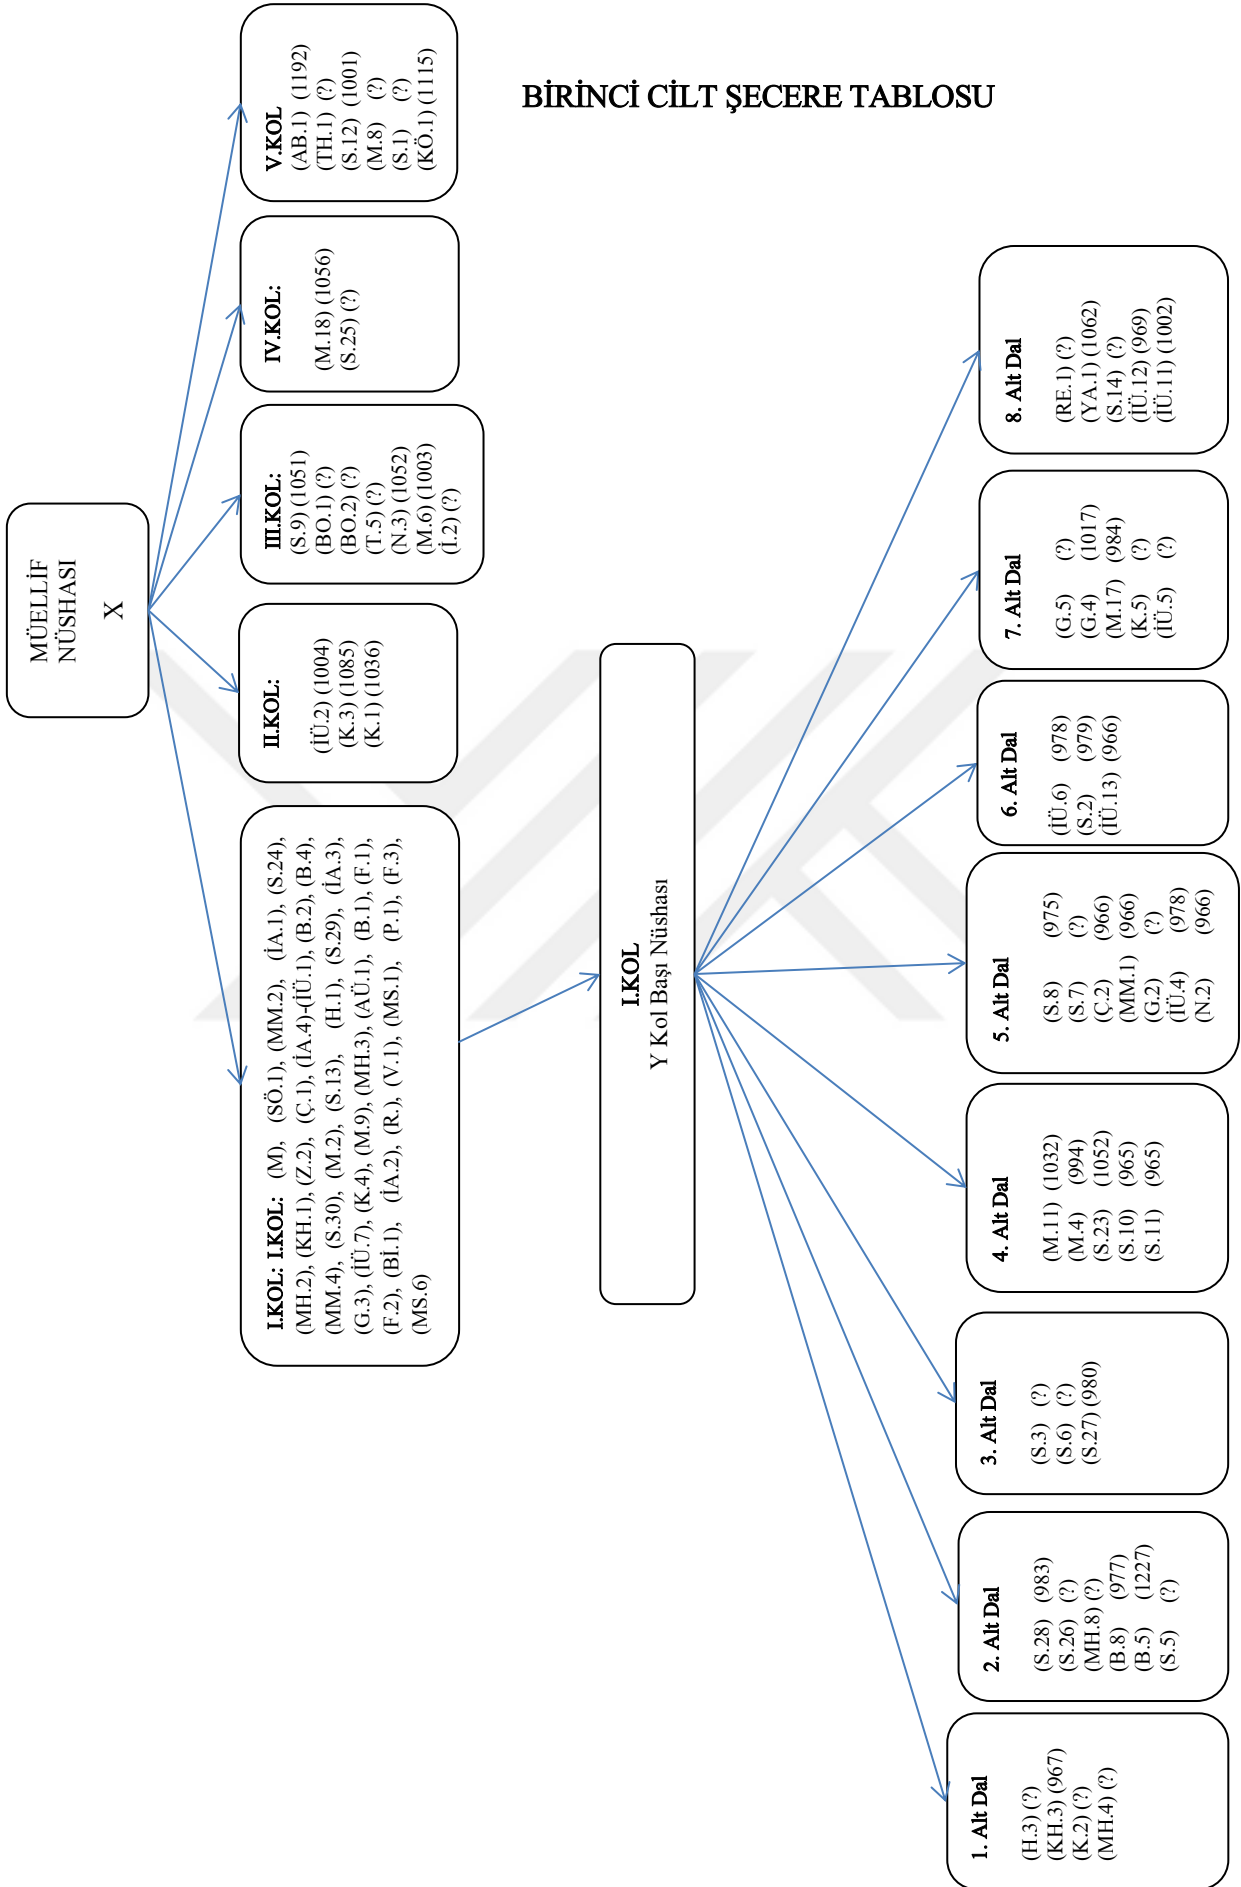 BİRİNCİ CİLT ŞECERE TABLOSU
MÜELLİF
NÜSHASI
X
I.KOL: I.KOL: (M), (SÖ.1), (MM.2), (İA.1), (S.24),
(MH.2), (KH.1), (Z.2), (Ç.1), (İA.4)-(İÜ.1), (B.2), (B.4),
(MM.4), (S.30), (M.2), (S.13), (H.1), (S.29), (İA.3),
(G.3), (İÜ.7), (K.4), (M.9), (MH.3), (AÜ.1), (B.1), (F.1),
(F.2), (Bİ.1), (İA.2), (R.), (V.1), (MS.1), (P.1), (F.3),
(MS.6)
II.KOL:
(İÜ.2) (1004)
(K.3) (1085)
(K.1) (1036)
III.KOL:
(S.9) (1051)
(BO.1) (?)
(BO.2) (?)
(T.5) (?)
(N.3) (1052)
(M.6) (1003)
(İ.2) (?)
IV.KOL:
(M.18) (1056)
(S.25) (?)
V.KOL
(AB.1) (1192)
(TH.1) (?)
(S.12) (1001)
(M.8) (?)
(S.1) (?)
(KÖ.1) (1115)
I.KOL
Y Kol Başı Nüshası
1. Alt Dal
(H.3) (?)
(KH.3) (967)
(K.2) (?)
(MH.4) (?)
2. Alt Dal
(S.28) (983)
(S.26) (?)
(MH.8) (?)
(B.8) (977)
(B.5) (1227)
(S.5) (?)
3. Alt Dal
(S.3) (?)
(S.6) (?)
(S.27) (980)
4. Alt Dal
(M.11) (1032)
(M.4) (994)
(S.23) (1052)
(S.10) (965)
(S.11) (965)
5. Alt Dal
(S.8) (975)
(S.7) (?)
(Ç.2) (966)
(MM.1) (966)
(G.2) (?)
(İÜ.4) (978)
(N.2) (966)
6. Alt Dal
(İÜ.6) (978)
(S.2) (979)
(İÜ.13) (966)
7. Alt Dal
(G.5) (?)
(G.4) (1017)
(M.17) (984)
(K.5) (?)
(İÜ.5) (?)
8. Alt Dal
(RE.1) (?)
(YA.1) (1062)
(S.14) (?)
(İÜ.12) (969)
(İÜ.11) (1002)